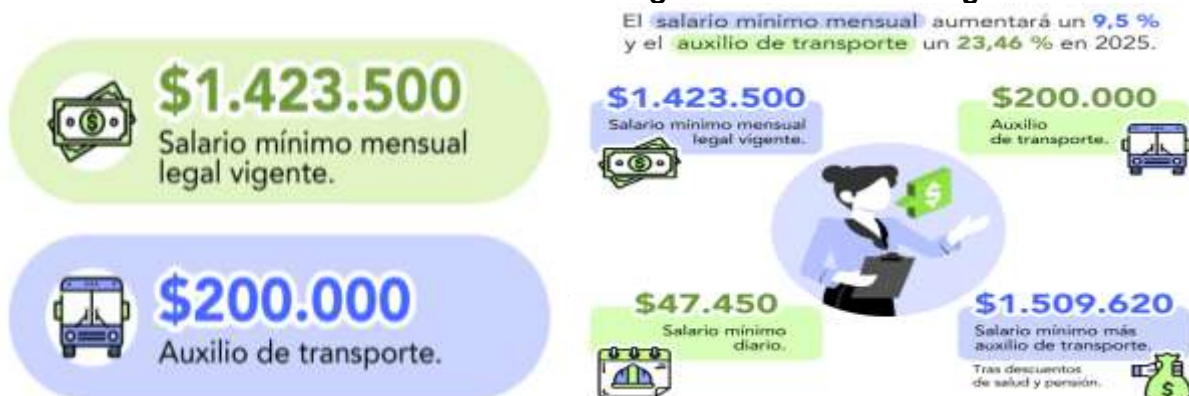 $1.423.500
Salario mínimo mensual
legal vigente.
$200.000
Auxilio de transporte.
El salario mínimo mensual aumentará un 9,5 %
y el auxilio de transporte un 23,46 % en 2025.
$1.423.500
Salario mínimo mensual
legal vigente.
$200.000
Auxilio
de transporte.
$47.450
Salario mínimo
diario.
$1.509.620
Salario mínimo más
auxilio de transporte.
Tras descuentos
de salud y pensión.